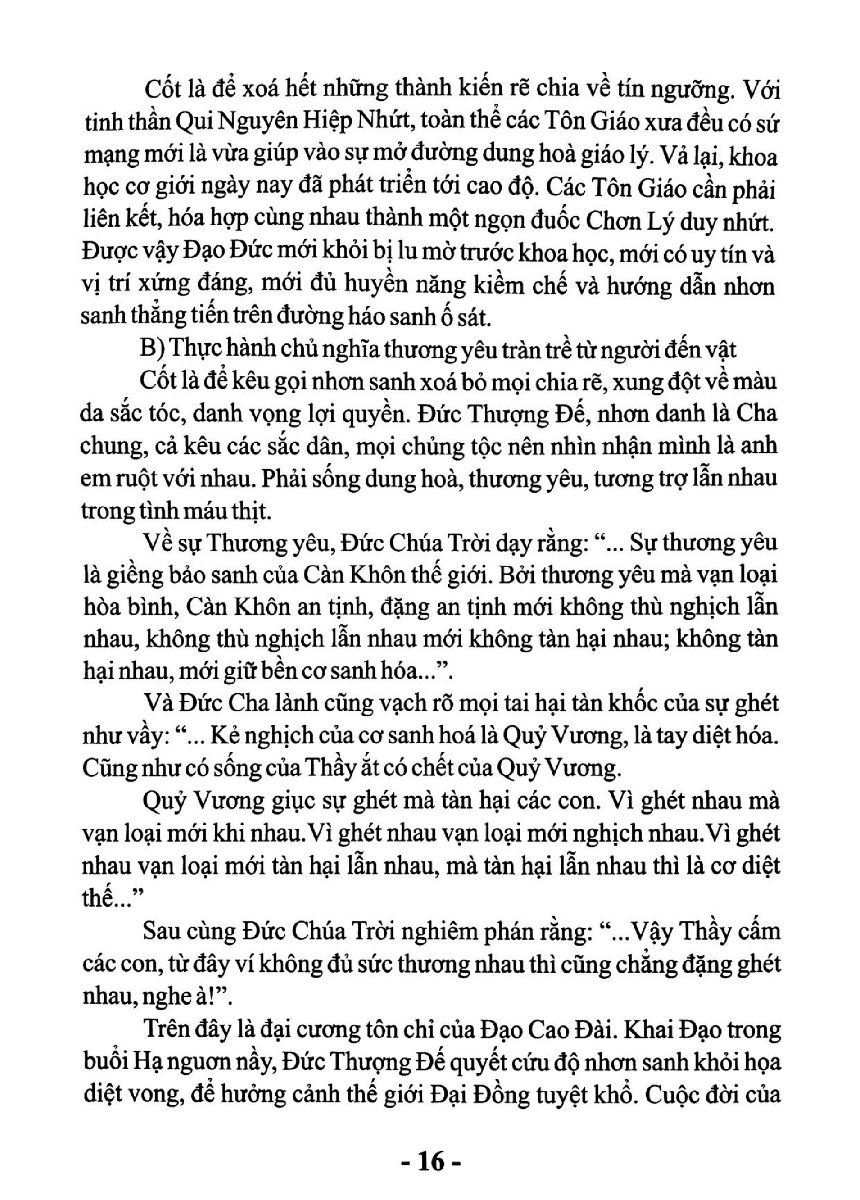 Cốt là để xoá hết những thành kiến rẽ chia về tín ngưỡng. Với
tinh thần Qui Nguyên Hiệp Nhứt, toàn thể các Tôn Giáo xưa đều có sứ
mạng mới là vừa giúp vào sự mở đường dung hoà giáo lý. Vả lại, khoa
học cơ giới ngày nay đã phát triển tới cao độ. Các Tôn Giáo cần phải
liên kết, hóa hợp cùng nhau thành một ngọn đuốc Chơn Lý duy nhứt.
Được vậy Đạo Đức mới khỏi bị lu mờ trước khoa học, mới có uy tín và
vị trí xứng đáng, mới đủ huyền năng kiềm chế và hướng dẫn nhơn
sanh thẳng tiến trên đường háo sanh ố sát.
B) Thực hành chủ nghĩa thương yêu tràn trề từ người đến vật
Cốt là để kêu gọi nhơn sanh xoá bỏ mọi chia rẽ, xung đột về màu
da sắc tóc, danh vọng lợi quyền. Đức Thượng Đế, nhơn danh là Cha
chung, cả kêu các sắc dân, mọi chủng tộc nên nhìn nhận mình là anh
em ruột với nhau. Phải sống dung hoà, thương yêu, tương trợ lẫn nhau
trong tình máu thịt.
Về sự Thương yêu, Đức Chúa Trời dạy rằng: “... Sự thương yêu
là giềng bảo sanh của Càn Khôn thế giới. Bởi thương yêu mà vạn loại
hòa bình, Càn Khôn an tịnh, đặng an tịnh mới không thù nghịch lẫn
nhau, không thù nghịch lẫn nhau mới không tàn hại nhau; không tàn
hại nhau, mới giữ bền cơ sanh hóa...”.
Và Đức Cha lành cũng vạch rõ mọi tai hại tàn khốc của sự ghét
như vầy: “... Kẻ nghịch của cơ sanh hoá là Quỷ Vương, là tay diệt hóa.
Cũng như có sống của Thầy ắt có chết của Quỷ Vương.
Quỷ Vương giục sự ghét mà tàn hại các con. Vì ghét nhau mà
vạn loại mới khi nhau.Vì ghét nhau vạn loại mới nghịch nhau.Vì ghét
nhau vạn loại mới tàn hại lẫn nhau, mà tàn hại lẫn nhau thì là cơ diệt
thế...”
Sau cùng Đức Chúa Trời nghiêm phán rằng: “...Vậy Thầy cấm
các con, từ đây ví không đủ sức thương nhau thì cũng chẳng đặng ghét
nhau, nghe à!”.
Trên đây là đại cương tôn chỉ của Đạo Cao Đài. Khai Đạo trong
buổi Hạ nguơn nầy, Đức Thượng Đế quyết cứu độ nhơn sanh khỏi họa
diệt vong, để hưởng cảnh thế giới Đại Đồng tuyệt khổ. Cuộc đời của
- 16 -